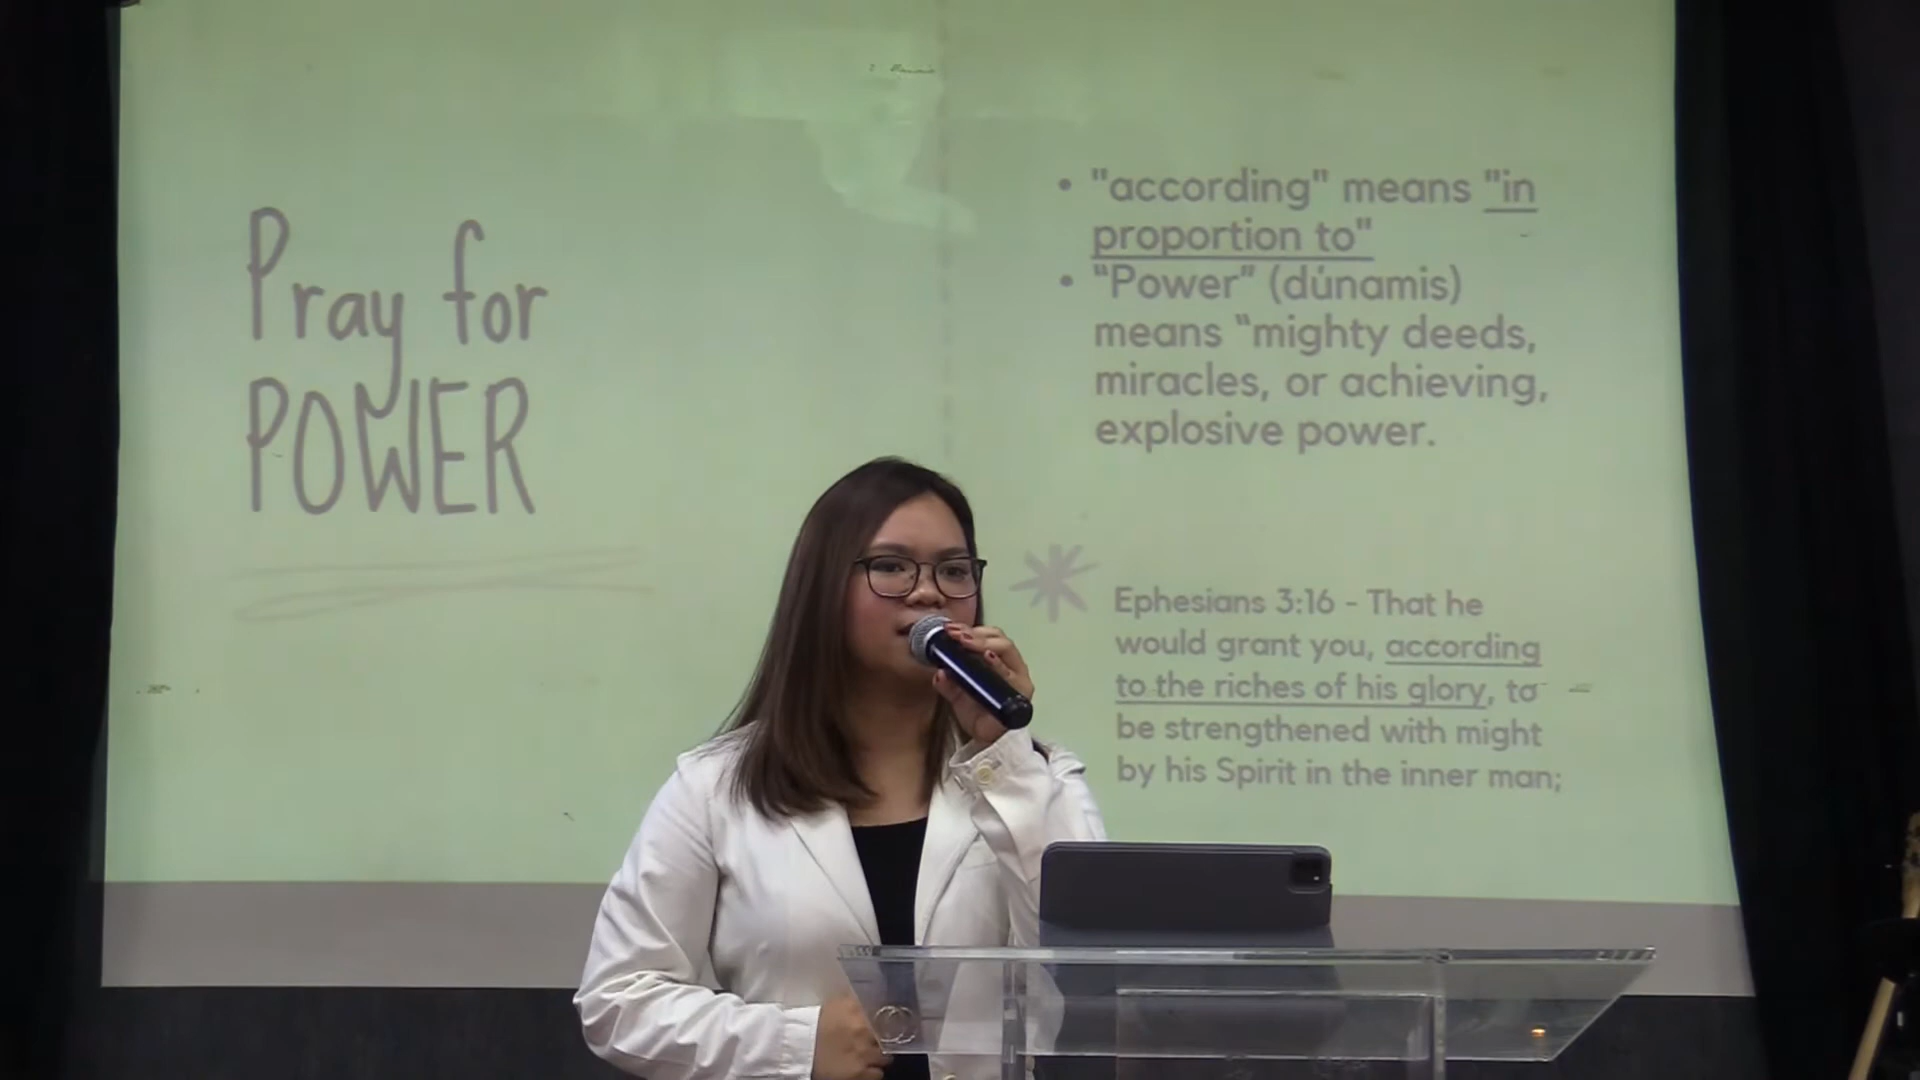 Pray for
POWER
• "according" means "in
proportion to"
• “Power” (dúnamis)
means “mighty deeds,
miracles, or achieving,
explosive power.
Ephesians 3:16 - That he
would grant you, according
to the riches of his glory, to
be strengthened with might
by his Spirit in the inner man;